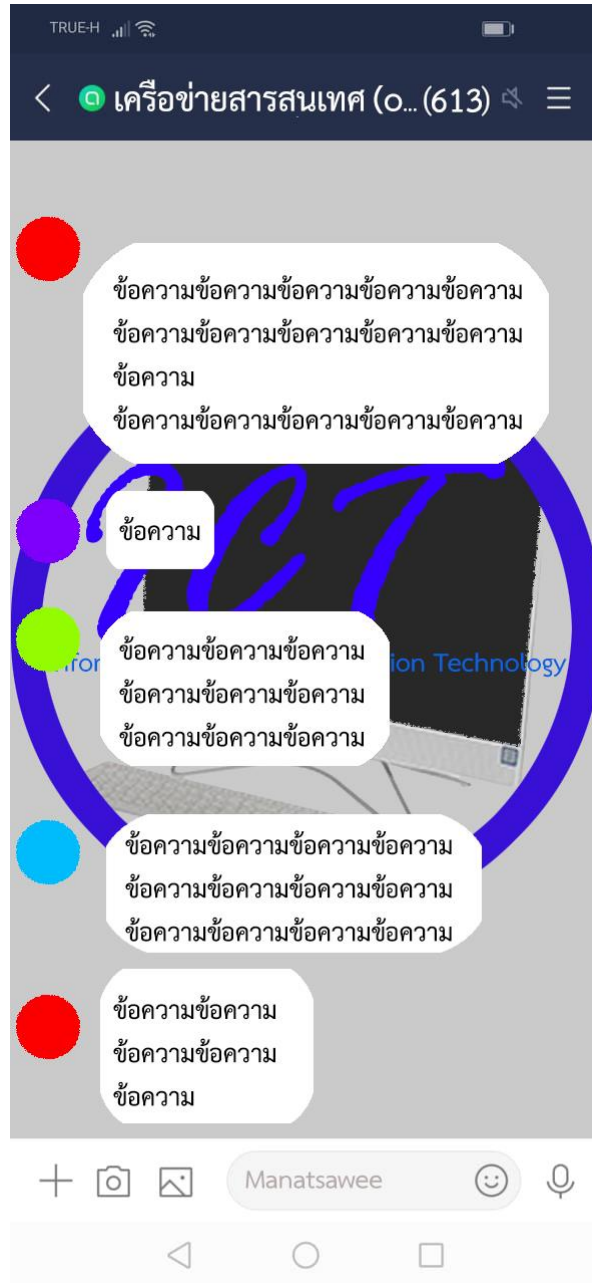 TRUE-H
เครือข่ายสารสนเทศ (o... (613)
ข้อความข้อความข้อความข้อความข้อความ
ข้อความข้อความข้อความข้อความข้อความ
ข้อความ
ข้อความข้อความข้อความข้อความข้อความ
ICT
ข้อความ
ข้อความข้อความข้อความ
ion Technology
ข้อความข้อความข้อความ
ข้อความข้อความข้อความ
ข้อความข้อความข้อความข้อความ
ข้อความข้อความข้อความข้อความ
ข้อความข้อความข้อความข้อความ
ข้อความข้อความ
ข้อความข้อความ
ข้อความ
Manatsawee